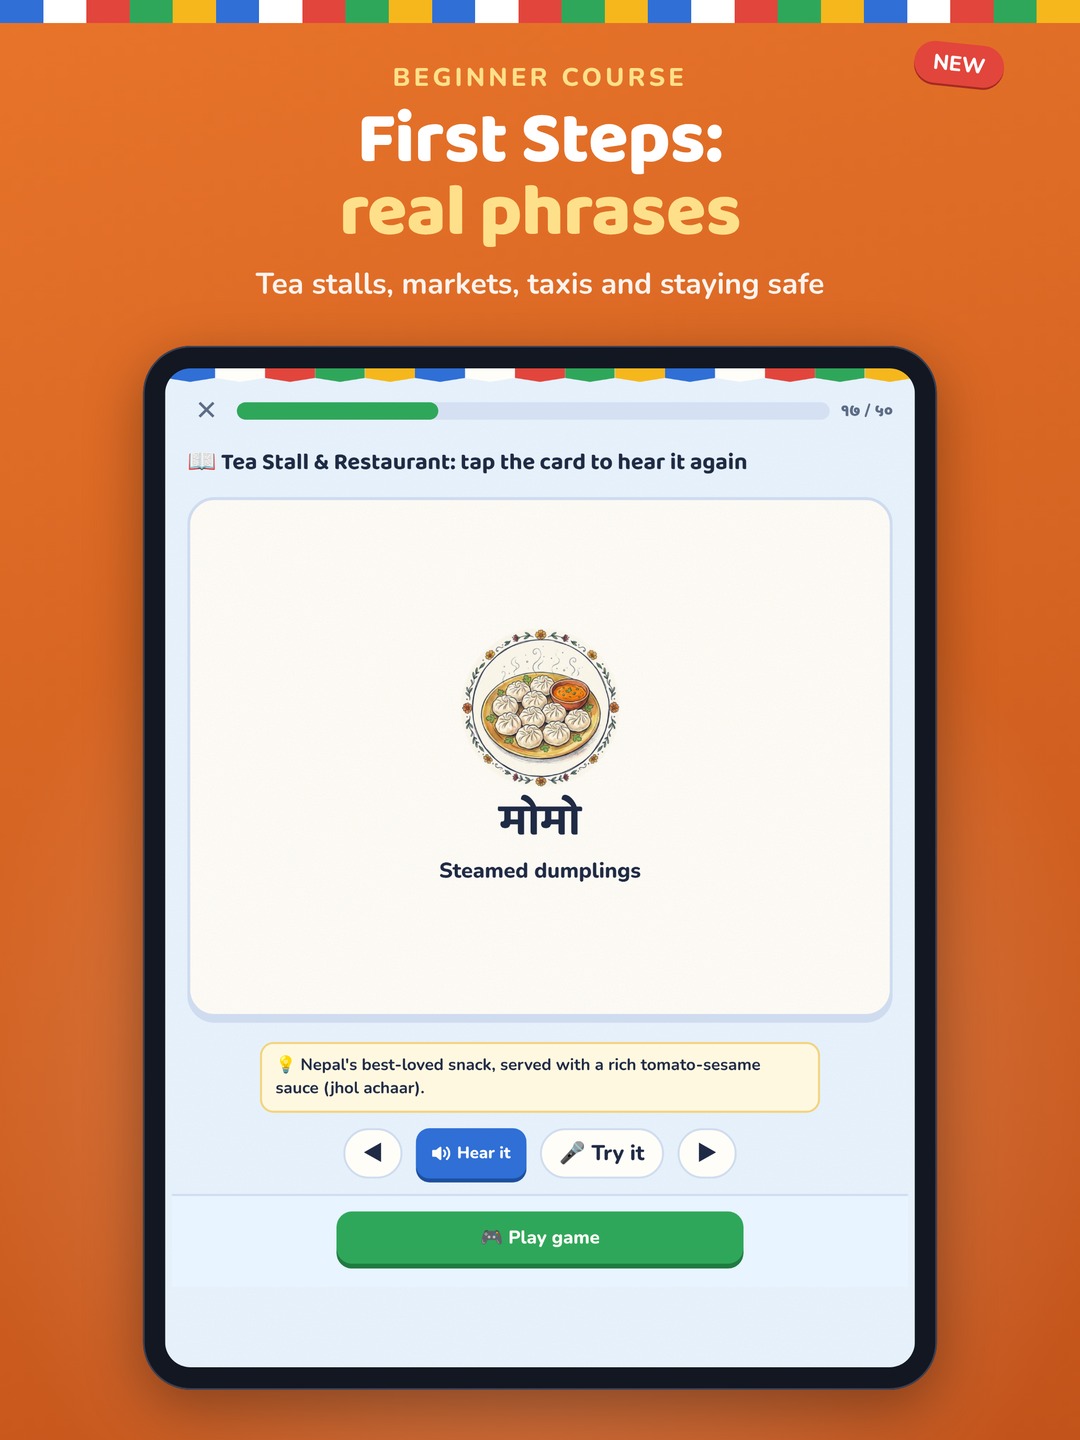 BEGINNER COURSE
NEW
First Steps:
real phrases
Tea stalls, markets, taxis and staying safe
१७ / ५०
Tea Stall & Restaurant: tap the card to hear it again
मोमो
Steamed dumplings
Nepal's best-loved snack, served with a rich tomato-sesame
sauce (jhol achaar).
Hear it
Try it
Play game